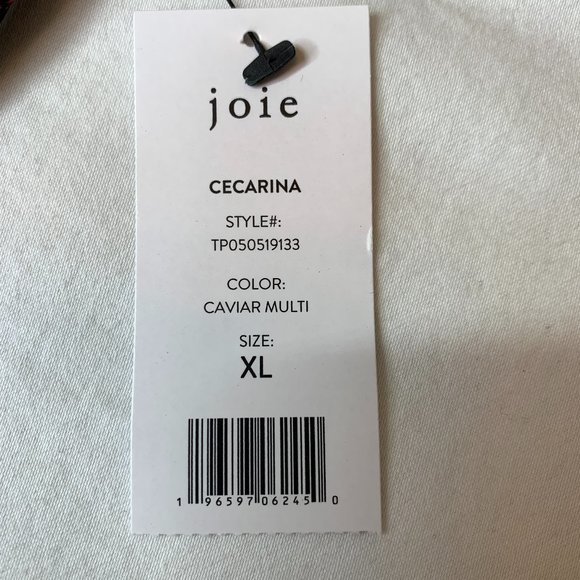 joie
CECARINA
STYLE#:
TP050519133
COLOR:
CAVIAR MULTI
SIZE:
XL
1 96597 06245 0